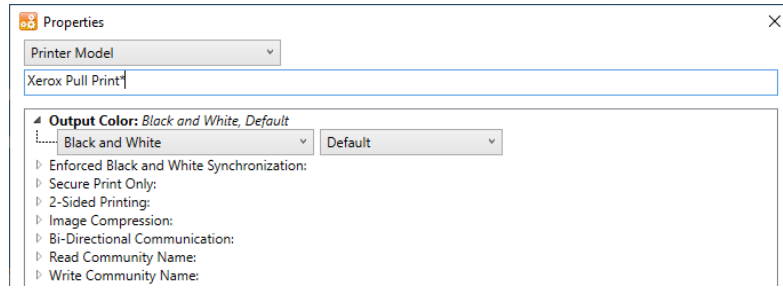 Properties
Printer Model
Xerox Pull Print*
Output Color: Black and White, Default
Black and White Default
Enforced Black and White Synchronization:
Secure Print Only:
2-Sided Printing:
Image Compression:
Bi-Directional Communication:
Read Community Name:
Write Community Name: